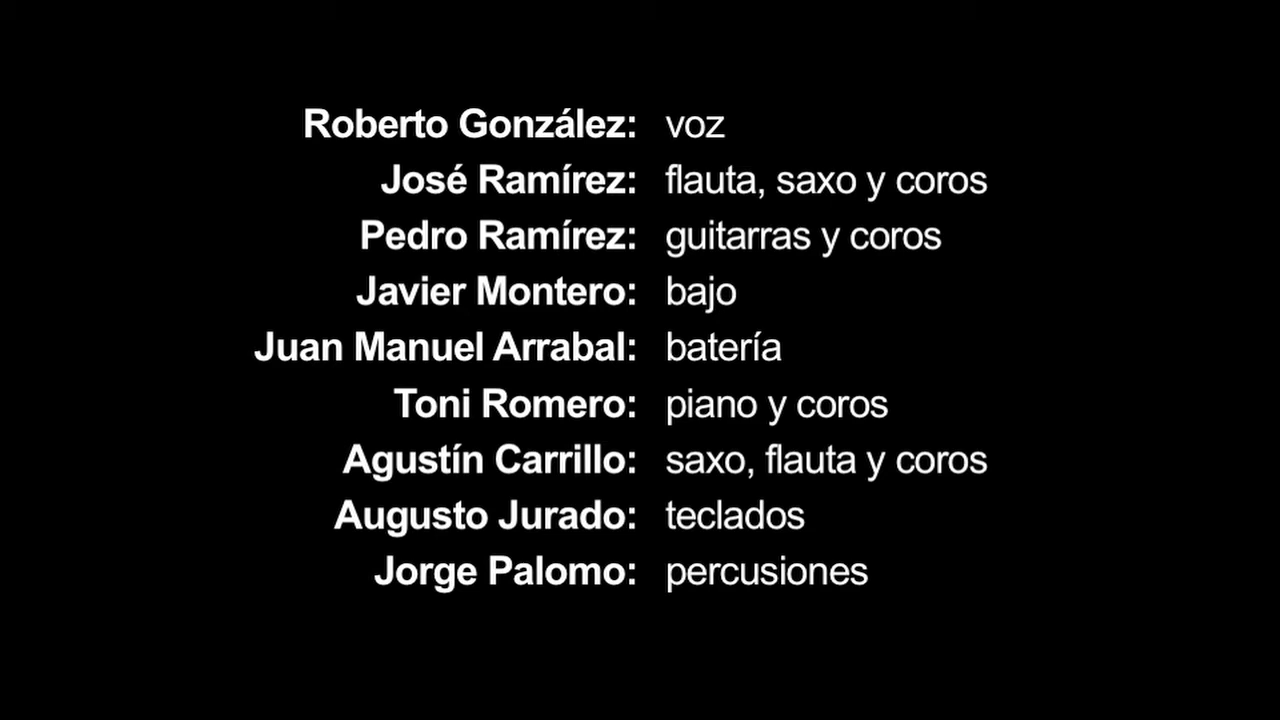 Roberto González: voz
José Ramírez: flauta, saxo y coros
Pedro Ramírez: guitarras y coros
Javier Montero: bajo
Juan Manuel Arrabal: batería
Toni Romero: piano y coros
Agustín Carrillo: saxo, flauta y coros
Augusto Jurado: teclados
Jorge Palomo: percusiones